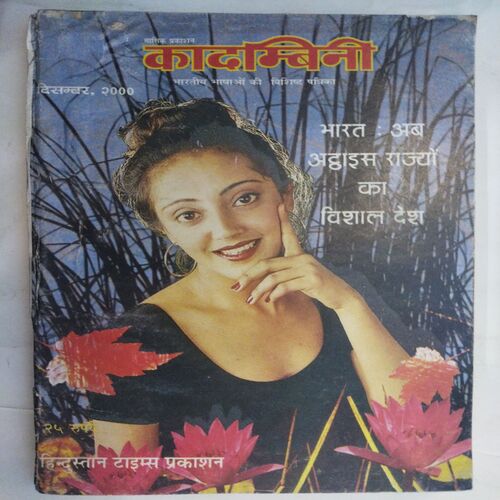 मासिक प्रकाशन
कादम्बिनी
भारतीय भाषाओं की विशिष्ट पत्रिका
दिसम्बर, २०००
भारत : अब
अट्ठाइस राज्यों
का
विशाल देश
२५ रुपये
हिन्दुस्तान टाइम्स प्रकाशन